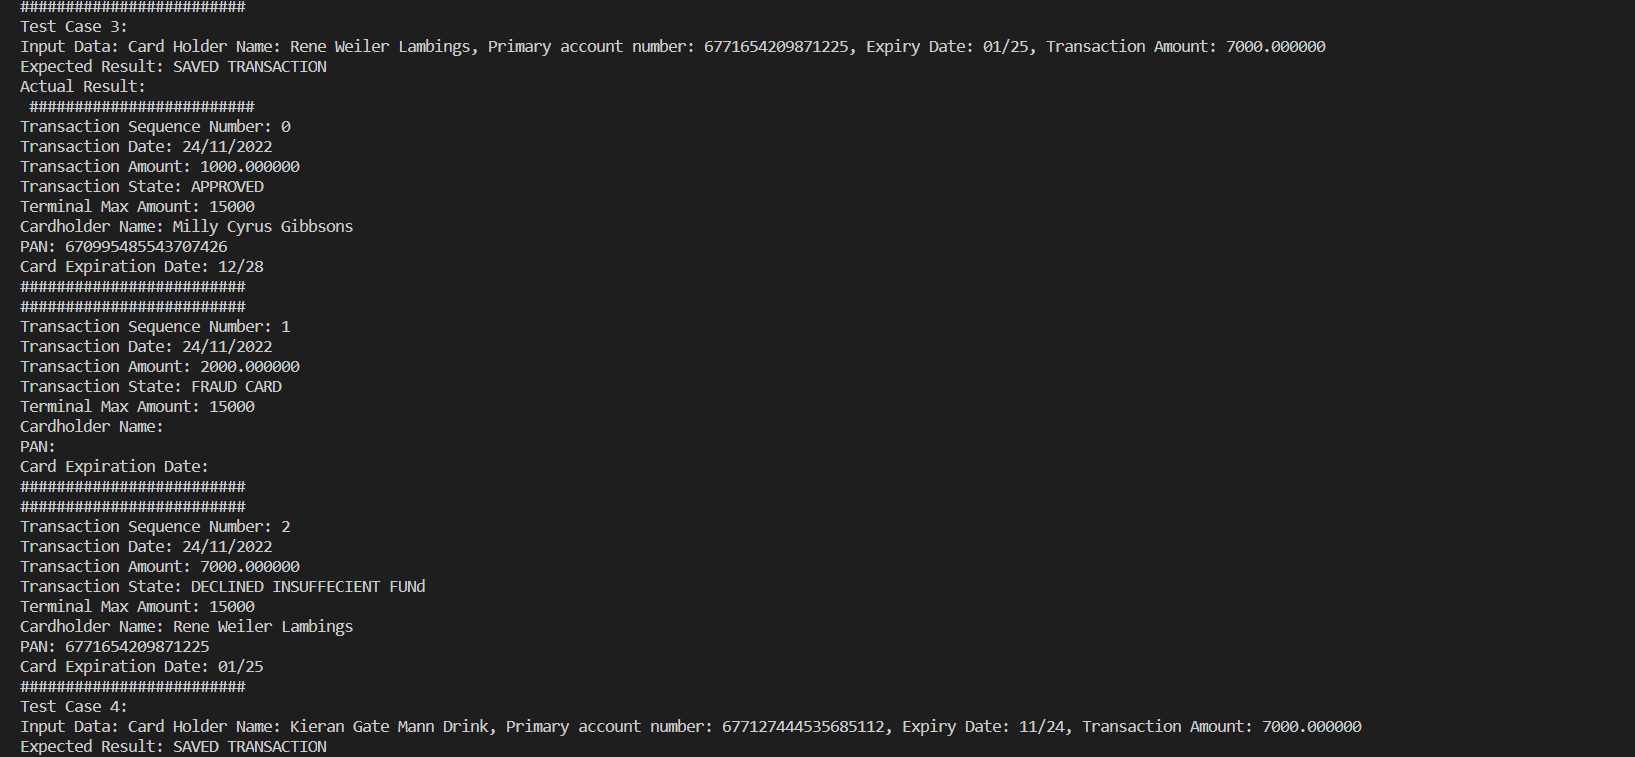 #########################
Test Case 3:
Input Data: Card Holder Name: Rene Weiler Lambings, Primary account number: 6771654209871225, Expiry Date: 01/25, Transaction Amount: 7000.000000
Expected Result: SAVED TRANSACTION
Actual Result:
#########################
Transaction Sequence Number: 0
Transaction Date: 24/11/2022
Transaction Amount: 1000.000000
Transaction State: APPROVED
Terminal Max Amount: 15000
Cardholder Name: Milly Cyrus Gibbsons
PAN: 670995485543707426
Card Expiration Date: 12/28
#########################
#########################
Transaction Sequence Number: 1
Transaction Date: 24/11/2022
Transaction Amount: 2000.000000
Transaction State: FRAUD CARD
Terminal Max Amount: 15000
Cardholder Name:
PAN:
Card Expiration Date:
#########################
#########################
Transaction Sequence Number: 2
Transaction Date: 24/11/2022
Transaction Amount: 7000.000000
Transaction State: DECLINED INSUFFECIENT FUNd
Terminal Max Amount: 15000
Cardholder Name: Rene Weiler Lambings
PAN: 6771654209871225
Card Expiration Date: 01/25
#########################
Test Case 4:
Input Data: Card Holder Name: Kieran Gate Mann Drink, Primary account number: 677127444535685112, Expiry Date: 11/24, Transaction Amount: 7000.000000
Expected Result: SAVED TRANSACTION